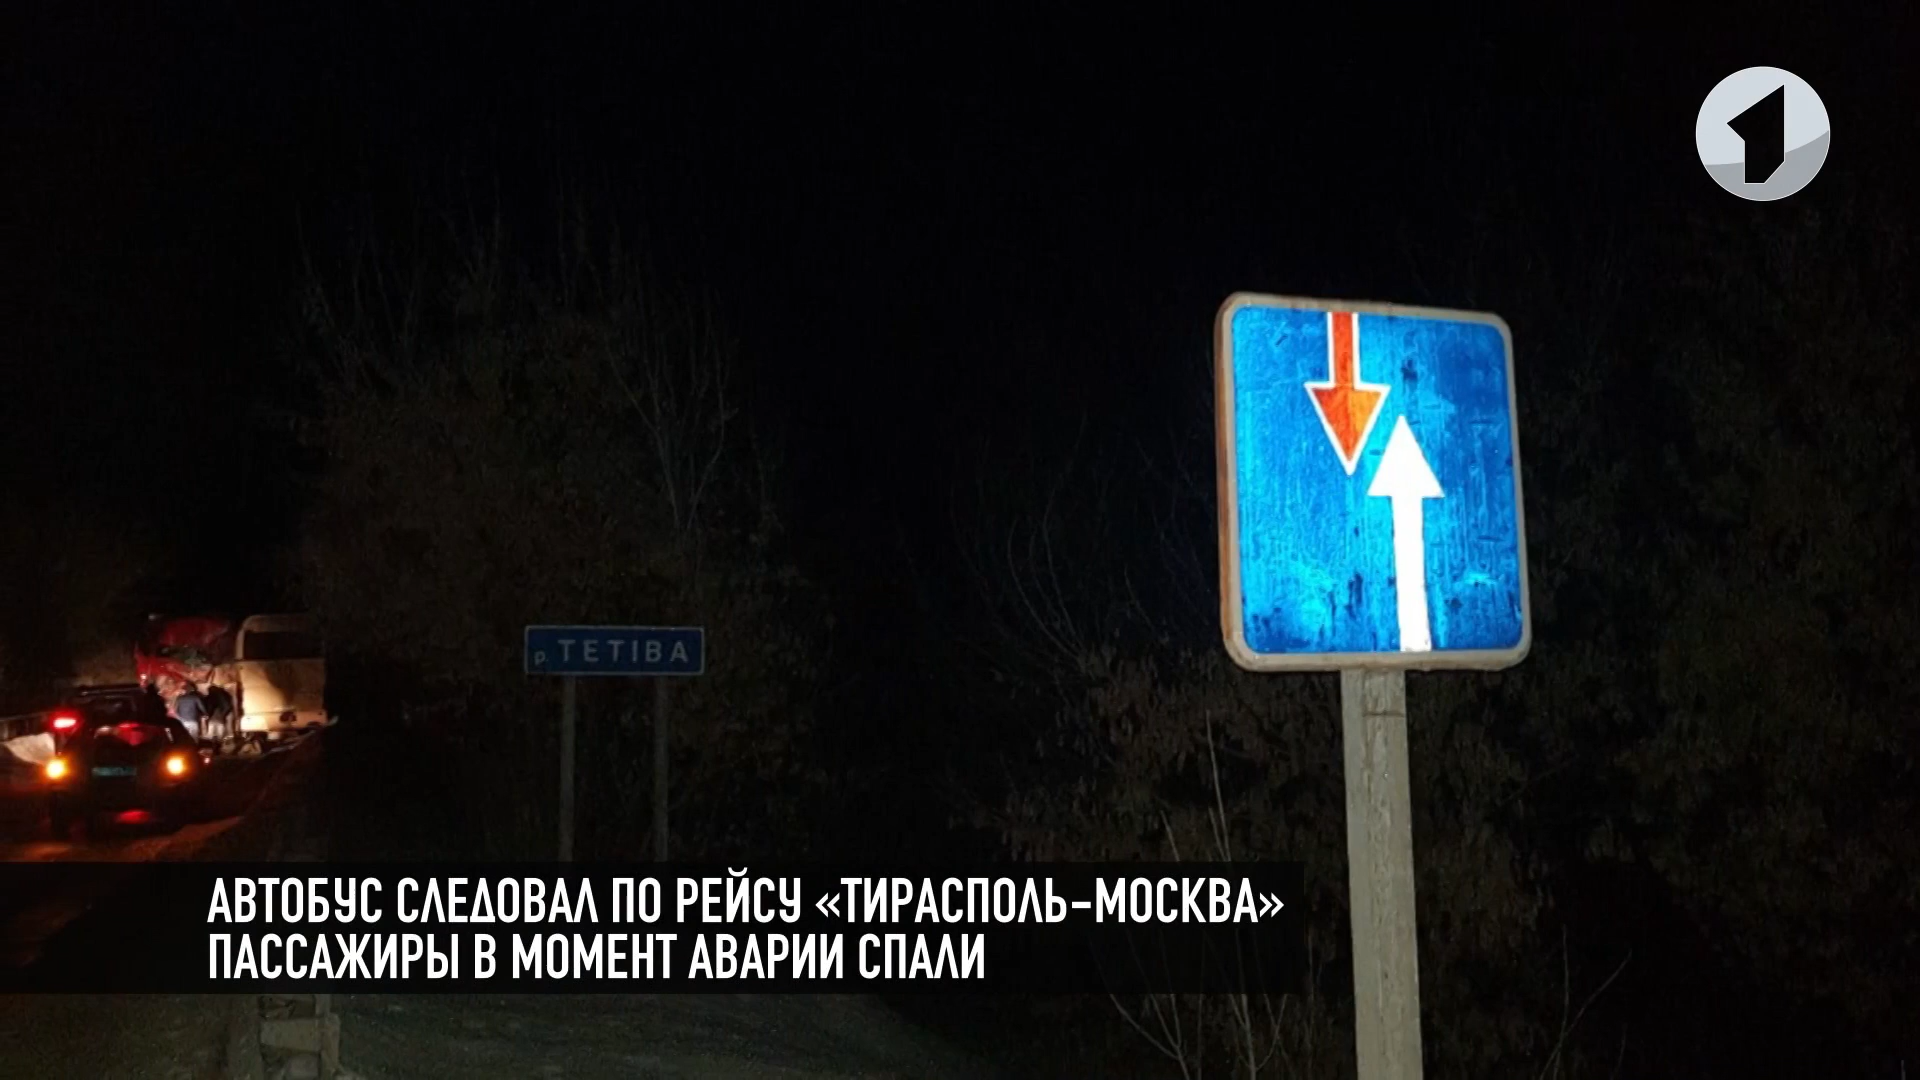 р. ТЕТІВА
АВТОБУС СЛЕДОВАЛ ПО РЕЙСУ «ТИРАСПОЛЬ-МОСКВА»
ПАССАЖИРЫ В МОМЕНТ АВАРИИ СПАЛИ